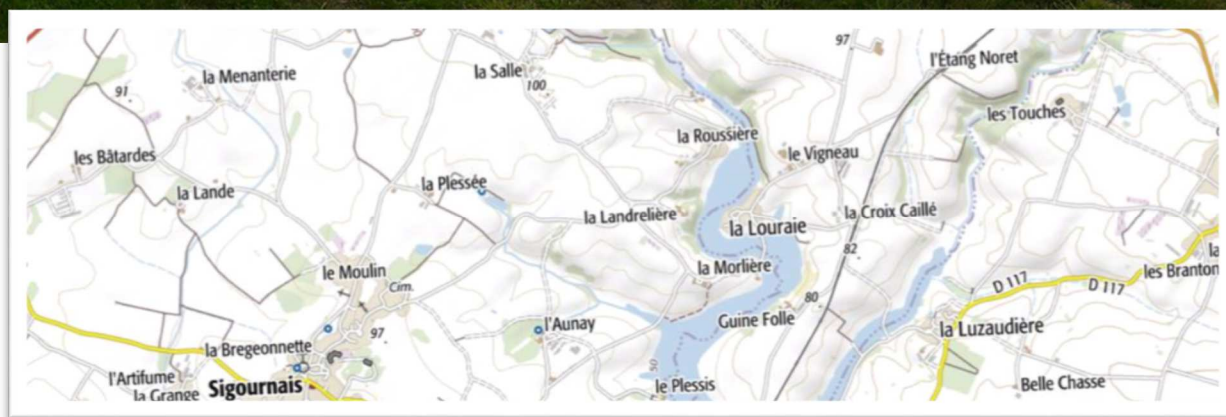 97
l'Étang Noret
la Salle
100
la Menanterie
91
les Touches
la Roussière
les Bâtardes
le Vigneau
la Plessée
la Lande
la Landrelière
la Croix Caillé
la Louraie
82
la Morlière
le Moulin
les Branton
Cim.
D 117
D 117
80
Guine Folle
l'Aunay
la Luzaudière
97
la Bregeonnette
50
l'Artifume
la Grange
Sigournais
le Plessis
Belle Chasse
la